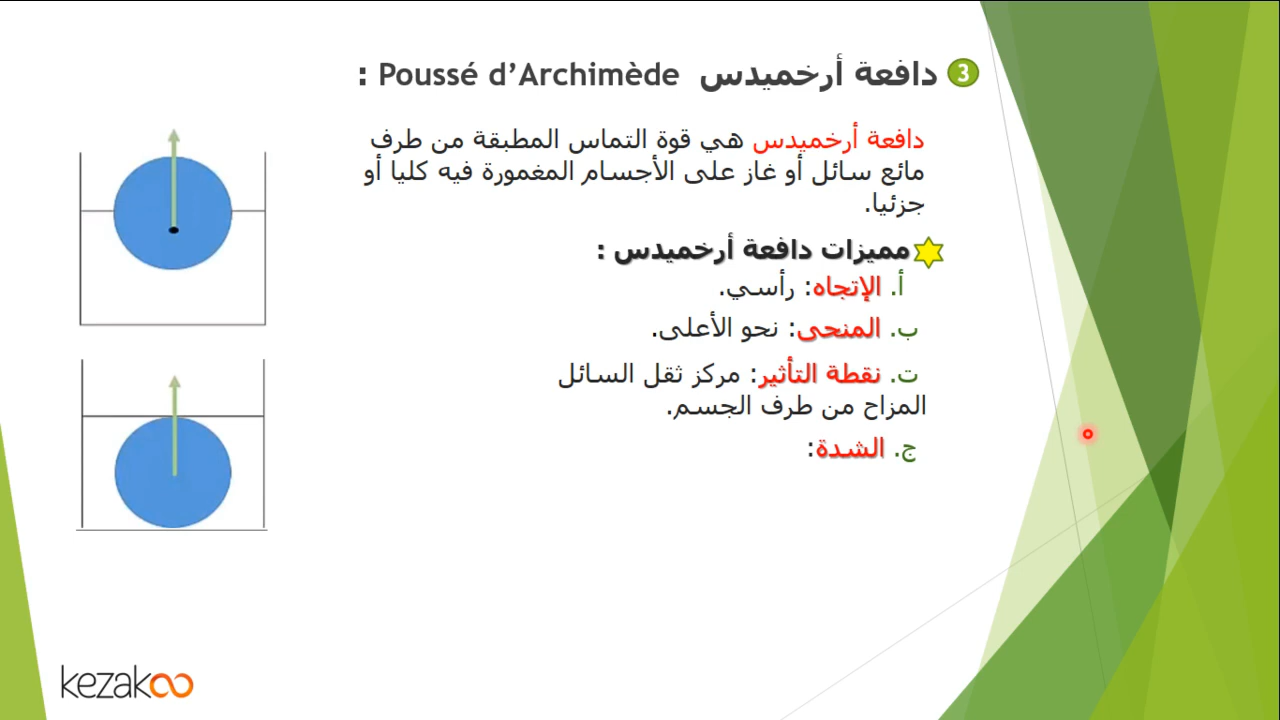 3 دافعة أرخميدس Poussé d’Archimède :
دافعة أرخميدس هي قوة التماس المطبقة من طرف
مائع سائل أو غاز على الأجسام المغمورة فيه كليا أو
جزئيا.
مميزات دافعة أرخميدس :
أ. الإتجاه: رأسي.
ب. المنحى: نحو الأعلى.
ت. نقطة التأثير: مركز ثقل السائل
المزاح من طرف الجسم.
ج. الشدة:
kezakoo